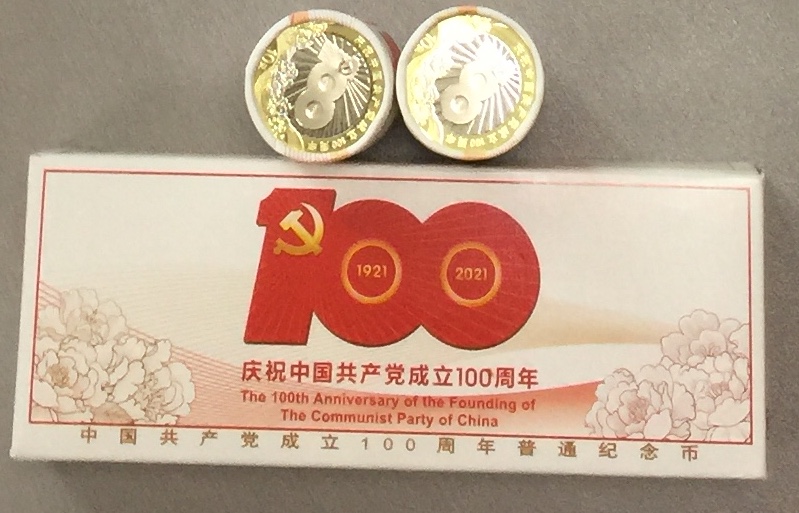 1921
2021
庆祝中国共产党成立100周年
The 100th Anniversary of the Founding of
The Communist Party of China
中国共产党成立100周年普通纪念币